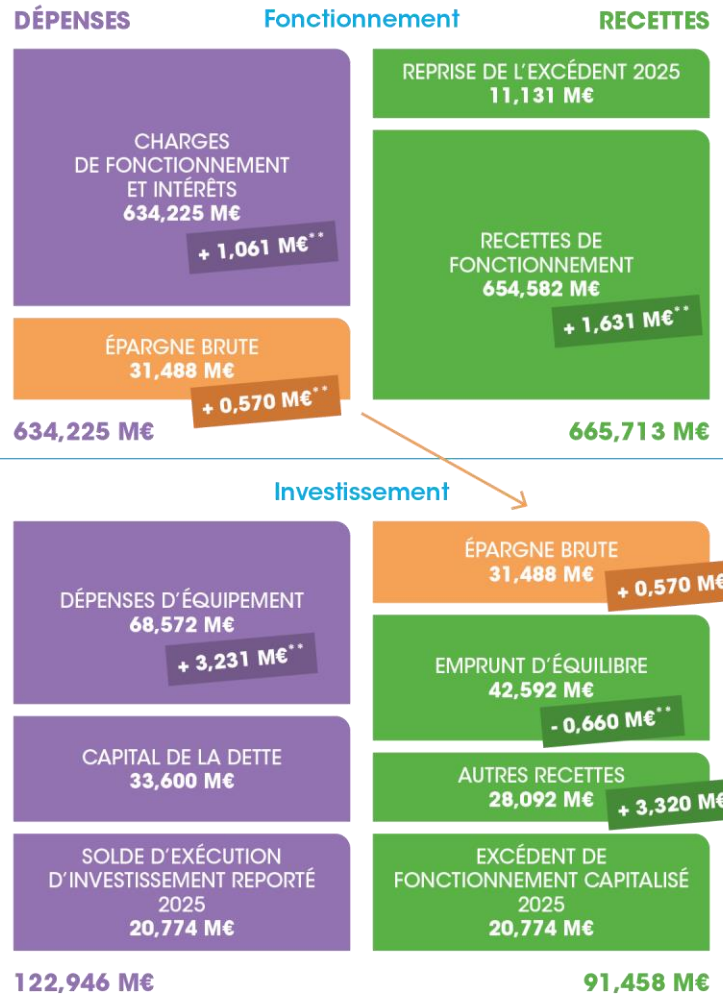 DÉPENSES
Fonctionnement
RECETTES
CHARGES
DE FONCTIONNEMENT
ET INTÉRÊTS
634,225 M€
+ 1,061 M€**
ÉPARGNE BRUTE
31,488 M€
+ 0,570 M€**
634,225 M€
REPRISE DE L'EXCÉDENT 2025
11,131 M€
RECETTES DE
FONCTIONNEMENT
654,582 M€
+ 1,631 M€**
665,713 M€
Investissement
DÉPENSES D'ÉQUIPEMENT
68,572 M€
+ 3,231 M€**
CAPITAL DE LA DETTE
33,600 M€
SOLDE D'EXÉCUTION
D'INVESTISSEMENT REPORTÉ
2025
20,774 M€
122,946 M€
ÉPARGNE BRUTE
31,488 M€
+ 0,570 M€
EMPRUNT D'ÉQUILIBRE
42,592 M€
- 0,660 M€**
AUTRES RECETTES
28,092 M€
+ 3,320 M€
EXCÉDENT DE
FONCTIONNEMENT CAPITALISÉ
2025
20,774 M€
91,458 M€